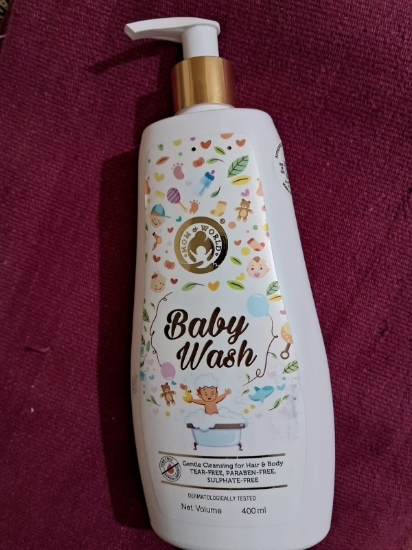 MOM & WORLD
Baby
Wash
Gentle Cleansing for Hair & Body
TEAR-FREE, PARABEN-FREE,
SULPHATE-FREE
DERMATOLOGICALLY TESTED
Net Volume 400ml